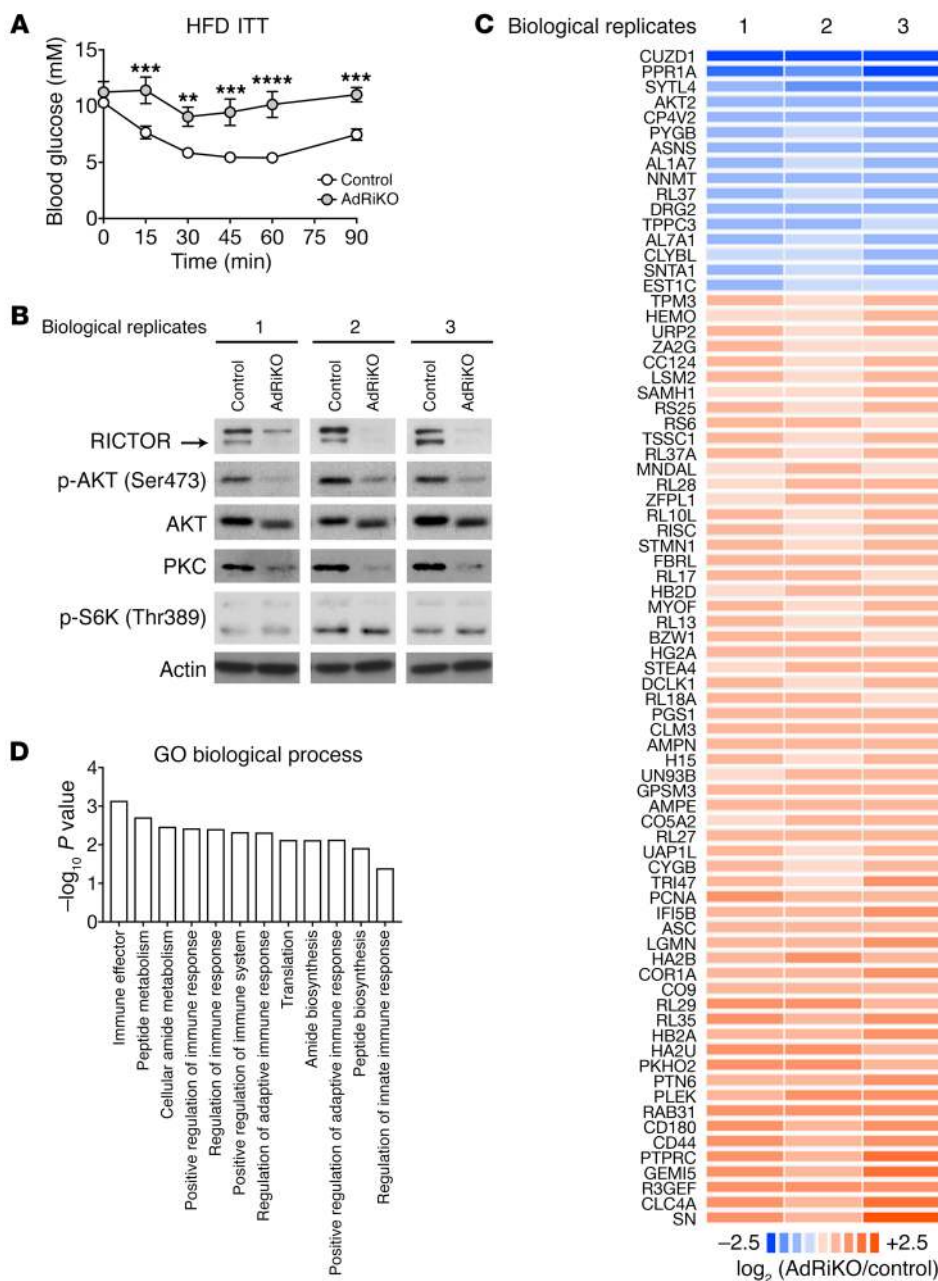 A
HFD ITT
Blood glucose (mM)
15
10
5
0
*** ** *** **** ***
Control
AdRiKO
0 15 30 45 60 90
Time (min)
B
Biological replicates 1 2 3
Control AdRiKO Control AdRiKO Control AdRiKO
RICTOR
p-AKT (Ser473)
AKT
PKC
p-S6K (Thr389)
Actin
D
GO biological process
–log10 P value
4
3
2
1
0
Immune effector
Peptide metabolism
Cellular amide metabolism
Positive regulation of immune response
Regulation of immune response
Positive regulation of immune system
Regulation of adaptive immune response
Translation
Amide biosynthesis
Positive regulation of adaptive immune response
Peptide biosynthesis
Regulation of innate immune response
C
Biological replicates 1 2 3
CUZD1
PPR1A
SYTL4
AKT2
CP4V2
PYGB
ASNS
AL1A7
NNMT
RL37
DRG2
TPPC3
AL7A1
CLYBL
SNTA1
EST1C
TPM3
HEMO
URP2
ZA2G
CC124
LSM2
SAMH1
RS25
RS6
TSSC1
RL37A
MNDAL
RL28
ZFPL1
RL10L
RISC
STMN1
FBRL
RL17
HB2D
MYOF
RL13
BZW1
HG2A
STEA4
DCLK1
RL18A
PGS1
CLM3
AMPN
H15
UN93B
GPSM3
AMPE
CO5A2
RL27
UAP1L
CYGB
TRI47
PCNA
IFI5B
ASC
LGMN
HA2B
COR1A
CO9
RL29
RL35
HB2A
HA2U
PKHO2
PTN6
PLEK
RAB31
CD180
CD44
PTPRC
GEMI5
R3GEF
CLC4A
SN
–2.5 +2.5
log2 (AdRiKO/control)